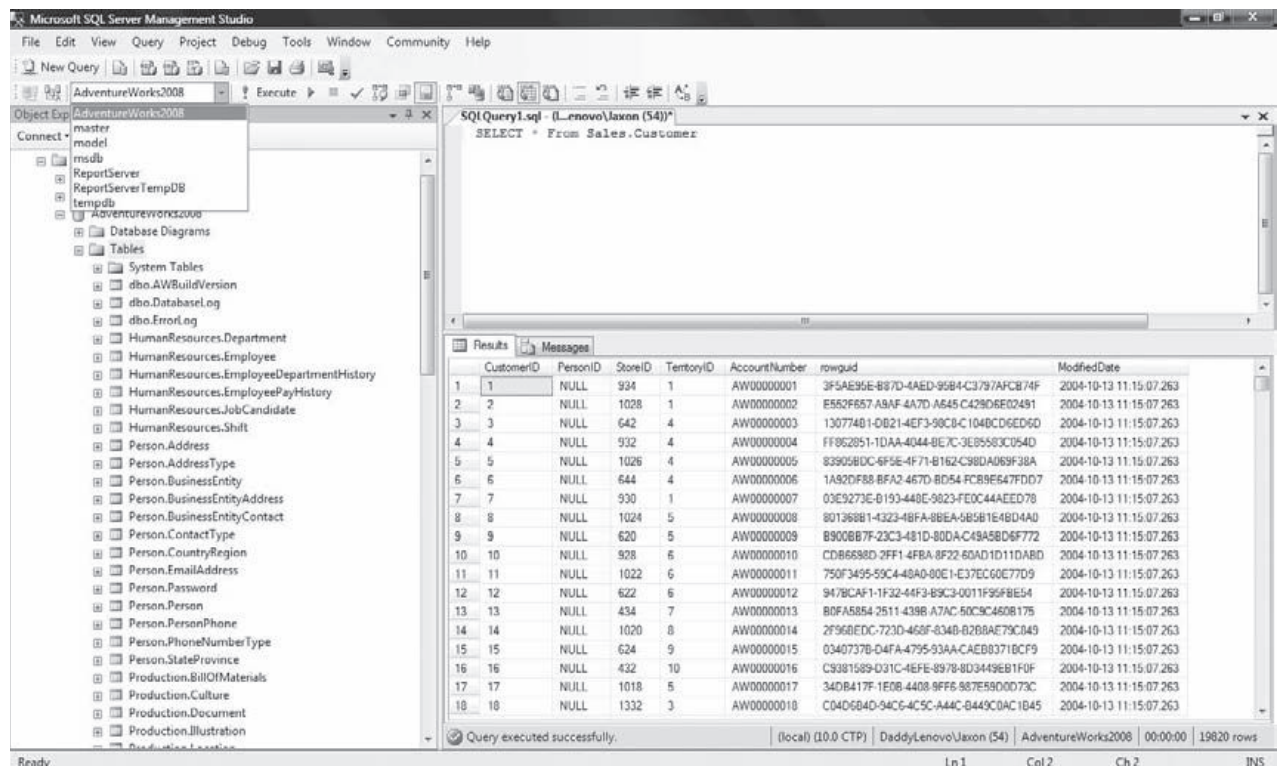 Microsoft SQL Server Management Studio
File Edit View Query Project Debug Tools Window Community Help
New Query
AdventureWorks2008 Execute
Object Exp
AdventureWorks2008
master
model
msdb
ReportServer
ReportServerTempDB
tempdb
Connect
AdventureWorks2008
Database Diagrams
Tables
System Tables
dbo.AWBuildVersion
dbo.DatabaseLog
dbo.ErrorLog
HumanResources.Department
HumanResources.Employee
HumanResources.EmployeeDepartmentHistory
HumanResources.EmployeePayHistory
HumanResources.JobCandidate
HumanResources.Shift
Person.Address
Person.AddressType
Person.BusinessEntity
Person.BusinessEntityAddress
Person.BusinessEntityContact
Person.ContactType
Person.CountryRegion
Person.EmailAddress
Person.Password
Person.Person
Person.PersonPhone
Person.PhoneNumberType
Person.StateProvince
Production.BillOfMaterials
Production.Culture
Production.Document
Production.Illustration
SQLQuery1.sql - (l...enovo\Jaxon (54))*
SELECT * From Sales.Customer
Results Messages
CustomerID PersonID StoreID TerritoryID AccountNumber rowguid ModifiedDate
1 1 NULL 934 1 AW00000001 3F5AE95E-B87D-4AED-95B4-C3797AFCB74F 2004-10-13 11:15:07.263
2 2 NULL 1028 1 AW00000002 E552F657-A9AF-4A7D-A645-C429D6E02491 2004-10-13 11:15:07.263
3 3 NULL 642 4 AW00000003 130774B1-DB21-4EF3-98C8-C104BCD6ED6D 2004-10-13 11:15:07.263
4 4 NULL 932 4 AW00000004 FF862851-1DAA-4044-BE7C-3E85583C054D 2004-10-13 11:15:07.263
5 5 NULL 1026 4 AW00000005 83905BDC-6F5E-4F71-B162-C98DA069F38A 2004-10-13 11:15:07.263
6 6 NULL 644 4 AW00000006 1A92DF88-BFA2-467D-BD54-FCB9E647FDD7 2004-10-13 11:15:07.263
7 7 NULL 930 1 AW00000007 03E9273E-B193-448E-9823-FE0C44AEED78 2004-10-13 11:15:07.263
8 8 NULL 1024 5 AW00000008 801368B1-4323-4BFA-8BEA-5B5B1E4BD4A0 2004-10-13 11:15:07.263
9 9 NULL 620 5 AW00000009 B900BB7F-23C3-481D-80DA-C49A5BD6F772 2004-10-13 11:15:07.263
10 10 NULL 928 6 AW00000010 CDB6698D-2FF1-4FBA-8F22-60AD1D11DABD 2004-10-13 11:15:07.263
11 11 NULL 1022 6 AW00000011 750F3495-59C4-48A0-80E1-E37EC60E77D9 2004-10-13 11:15:07.263
12 12 NULL 622 6 AW00000012 947BCAF1-1F32-44F3-B9C3-0011F95FBE54 2004-10-13 11:15:07.263
13 13 NULL 434 7 AW00000013 B0FA5854-2511-439B-A7AC-50C9C460B175 2004-10-13 11:15:07.263
14 14 NULL 1020 8 AW00000014 2F96BEDC-723D-468F-834B-B2B8AE79C849 2004-10-13 11:15:07.263
15 15 NULL 624 9 AW00000015 0340737B-D4FA-4795-93AA-CAEB8371BCF9 2004-10-13 11:15:07.263
16 16 NULL 432 10 AW00000016 C9381589-D31C-4EFE-8978-8D3449EB1F0F 2004-10-13 11:15:07.263
17 17 NULL 1018 5 AW00000017 34DB417F-1E0B-4408-9FF6-987E59D0D73C 2004-10-13 11:15:07.263
18 18 NULL 1332 3 AW00000018 C04D6B4D-94C6-4C5C-A44C-B449C0AC1B45 2004-10-13 11:15:07.263
Query executed successfully. (local) (10.0 CTP) DaddyLenovo\Jaxon (54) AdventureWorks2008 00:00:00 19820 rows
Ready Ln 1 Col 2 Ch 2 INS